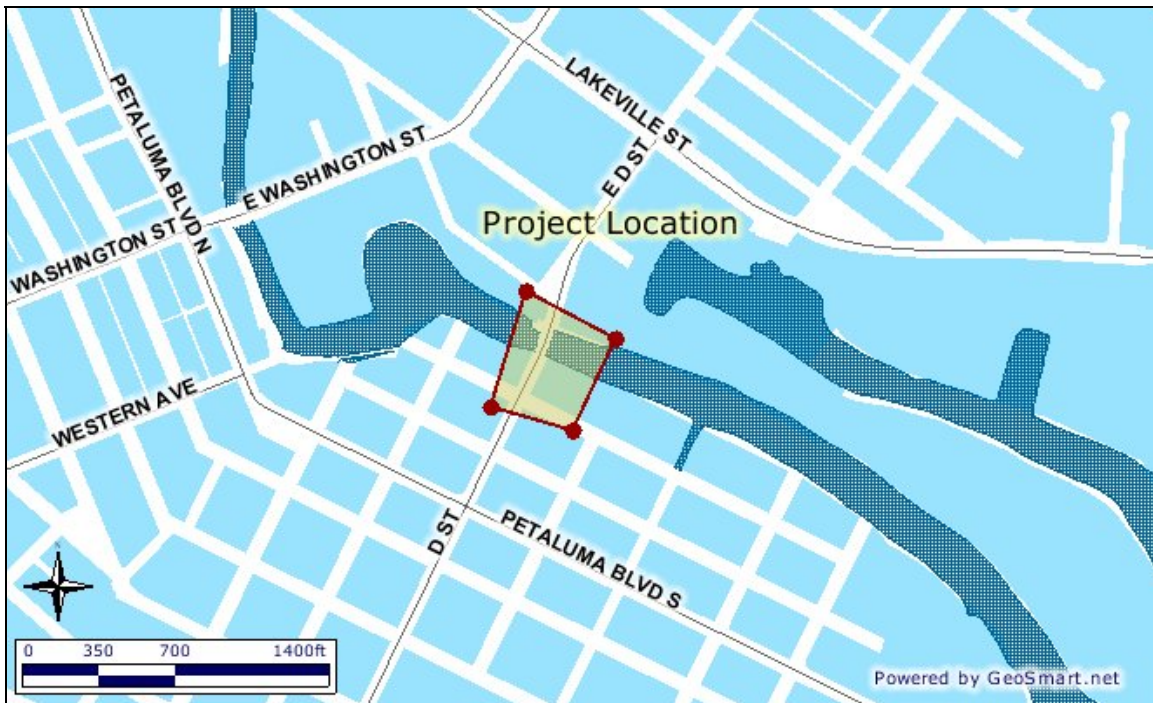 LAKEVILLE ST
PETALUMA BLVD N
E WASHINGTON ST
E D ST
Project Location
WASHINGTON ST
WESTERN AVE
D ST
PETALUMA BLVD S
0 350 700 1400ft
Powered by GeoSmart.net